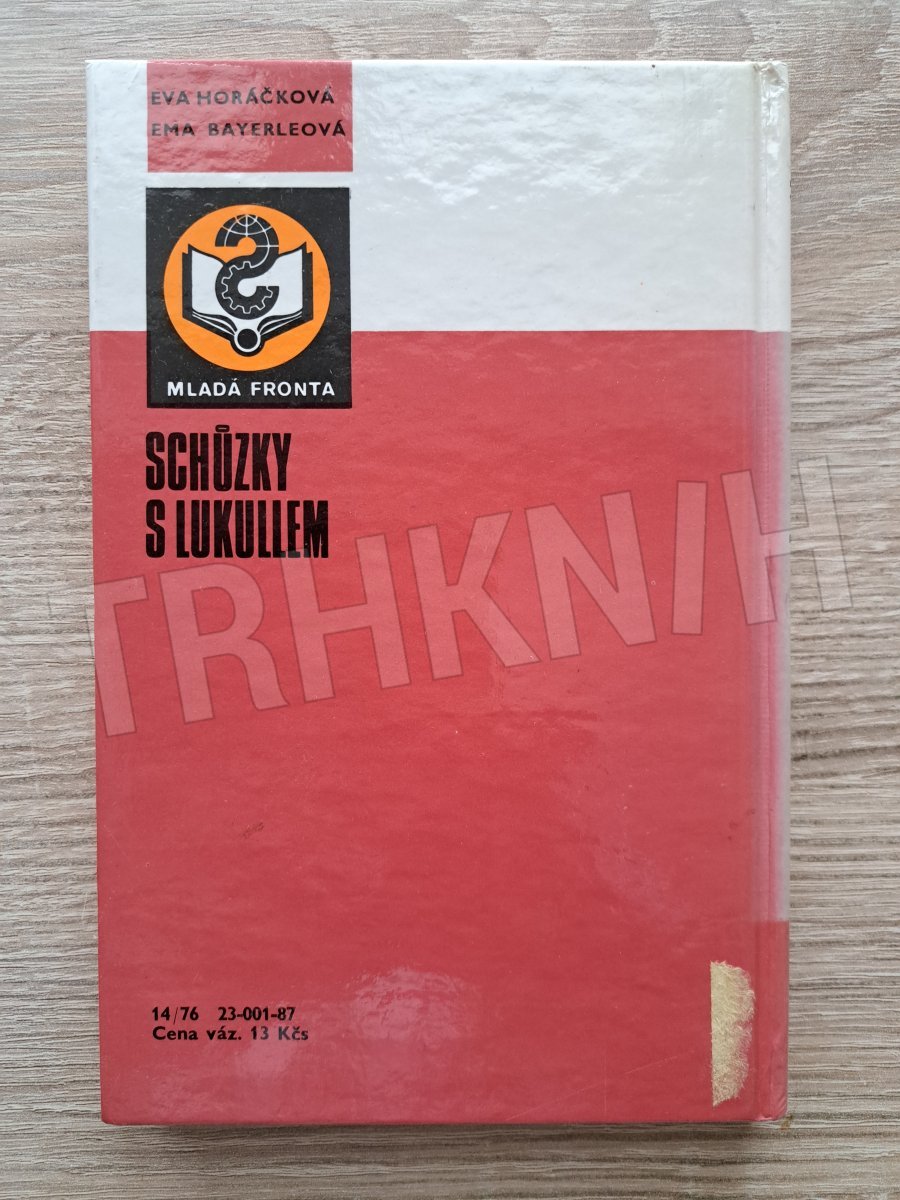 EVA HORÁČKOVÁ
EMA BAYERLEOVÁ
MLADÁ FRONTA
SCHŮZKY
S LUKULLEM
TRHKNIH
14/76 23-001-87
Cena váz. 13 Kčs